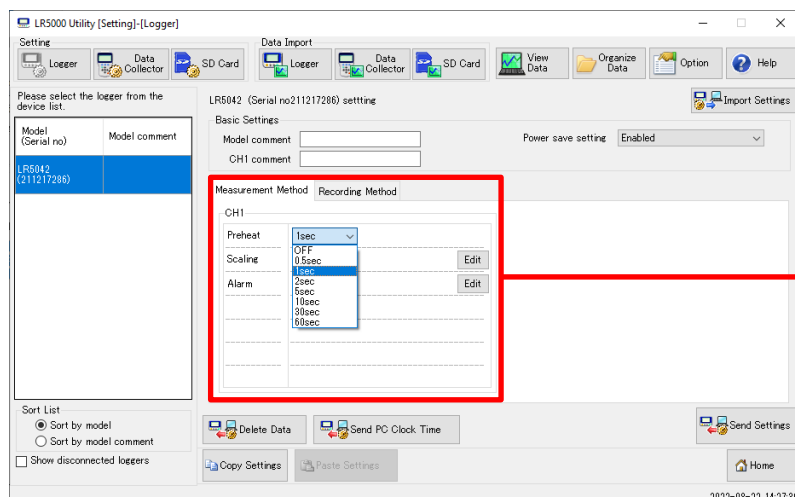 LR5000 Utility [Setting]-[Logger]
Setting
Data Import
Logger
Data Collector
SD Card
Logger
Data Collector
SD Card
View Data
Organize Data
Option
Help
Please select the logger from the
device list.
Model
(Serial no)
Model comment
LR5042
(211217286)
LR5042 (Serial no211217286) settting
Import Settings
Basic Settings
Model comment
Power save setting Enabled
CH1 comment
Measurement Method
Recording Method
CH1
Preheat 1sec
OFF
0.5sec
1sec
2sec
5sec
10sec
30sec
60sec
Scaling Edit
Alarm Edit
Sort List
Sort by model
Sort by model comment
Show disconnected loggers
Delete Data
Send PC Clock Time
Send Settings
Copy Settings
Paste Settings
Home